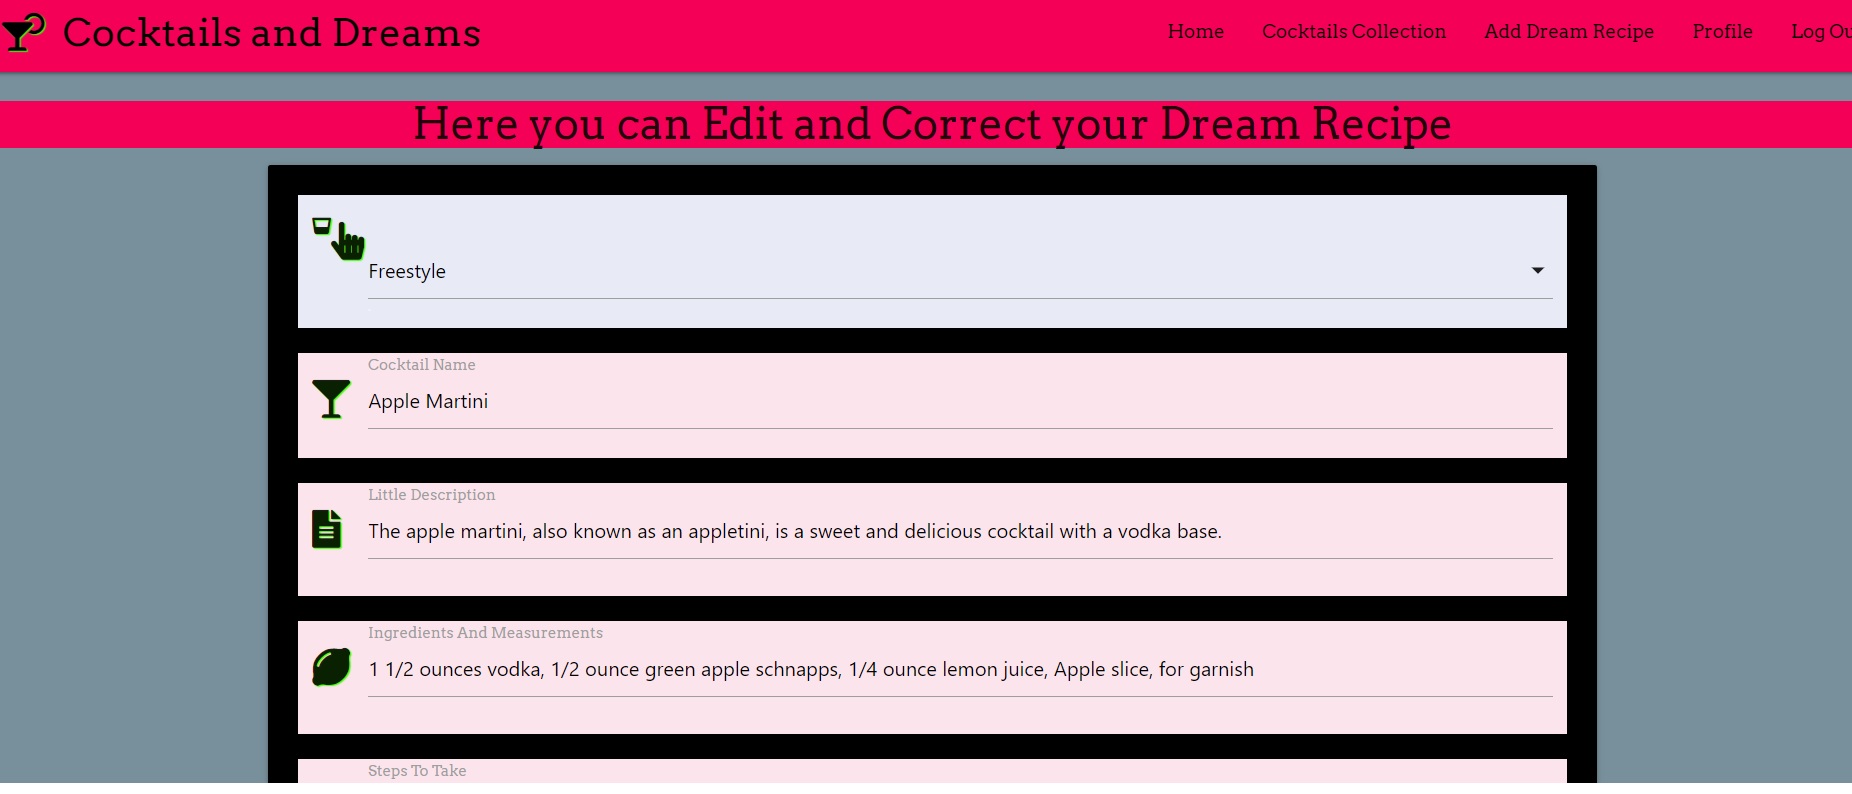 Cocktails and Dreams
Home Cocktails Collection Add Dream Recipe Profile Log Ou
Here you can Edit and Correct your Dream Recipe
Freestyle
Cocktail Name
Apple Martini
Little Description
The apple martini, also known as an appletini, is a sweet and delicious cocktail with a vodka base.
Ingredients And Measurements
1 1/2 ounces vodka, 1/2 ounce green apple schnapps, 1/4 ounce lemon juice, Apple slice, for garnish
Steps To Take